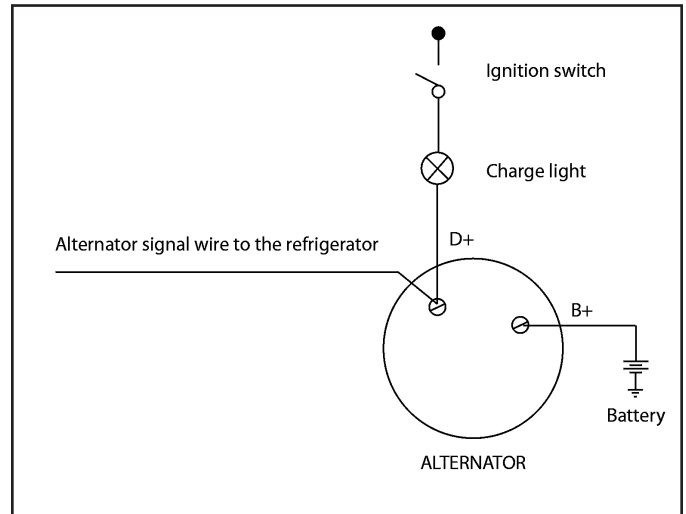 Ignition switch
Charge light
Alternator signal wire to the refrigerator
D+
B+
Battery
ALTERNATOR